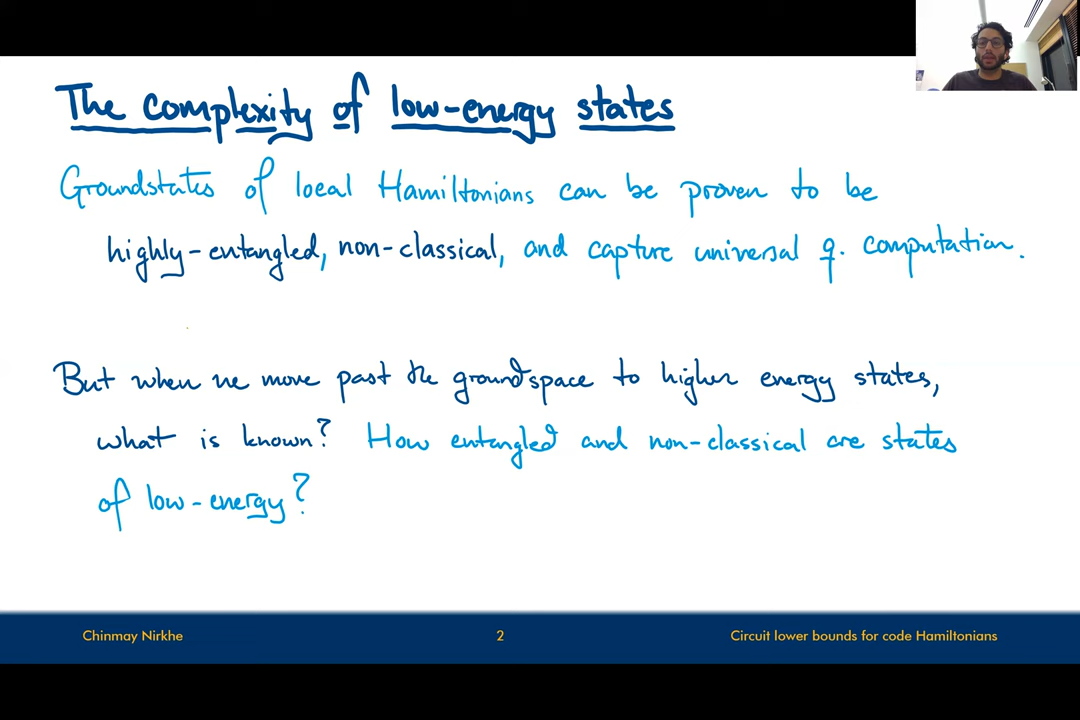 The complexity of low-energy states
Groundstates of local Hamiltonians can be proven to be
highly-entangled, non-classical, and capture universal q. computation.
But when we move past the groundspace to higher energy states,
what is known? How entangled and non-classical are states
of low-energy?
Chinmay Nirkhe 2 Circuit lower bounds for code Hamiltonians